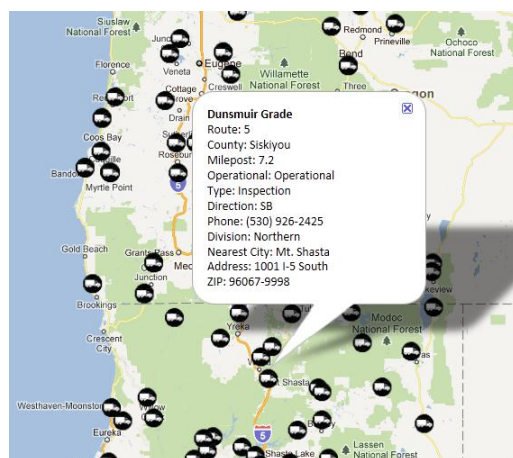 Siuslaw
National Forest
Redmond
Prineville
Ochoco
National Forest
Florence
Veneta
Eugene
Bend
Creswell
Willamette
National Forest
Three
Cottage
Drain
Coos Bay
Bandon
Myrtle Point
5
Gold Beach
Grants Pass
Junction
Brookings
Crescent
City
Yreka
Modoc
National Forest
Mt Shasta
Westhaven-Moonstone
Eureka
5
Shasta Lake
Lassen
National Forest
Dunsmuir Grade
Route: 5
County: Siskiyou
Milepost: 7.2
Operational: Operational
Type: Inspection
Direction: SB
Phone: (530) 926-2425
Division: Northern
Nearest City: Mt. Shasta
Address: 1001 I-5 South
ZIP: 96067-9998